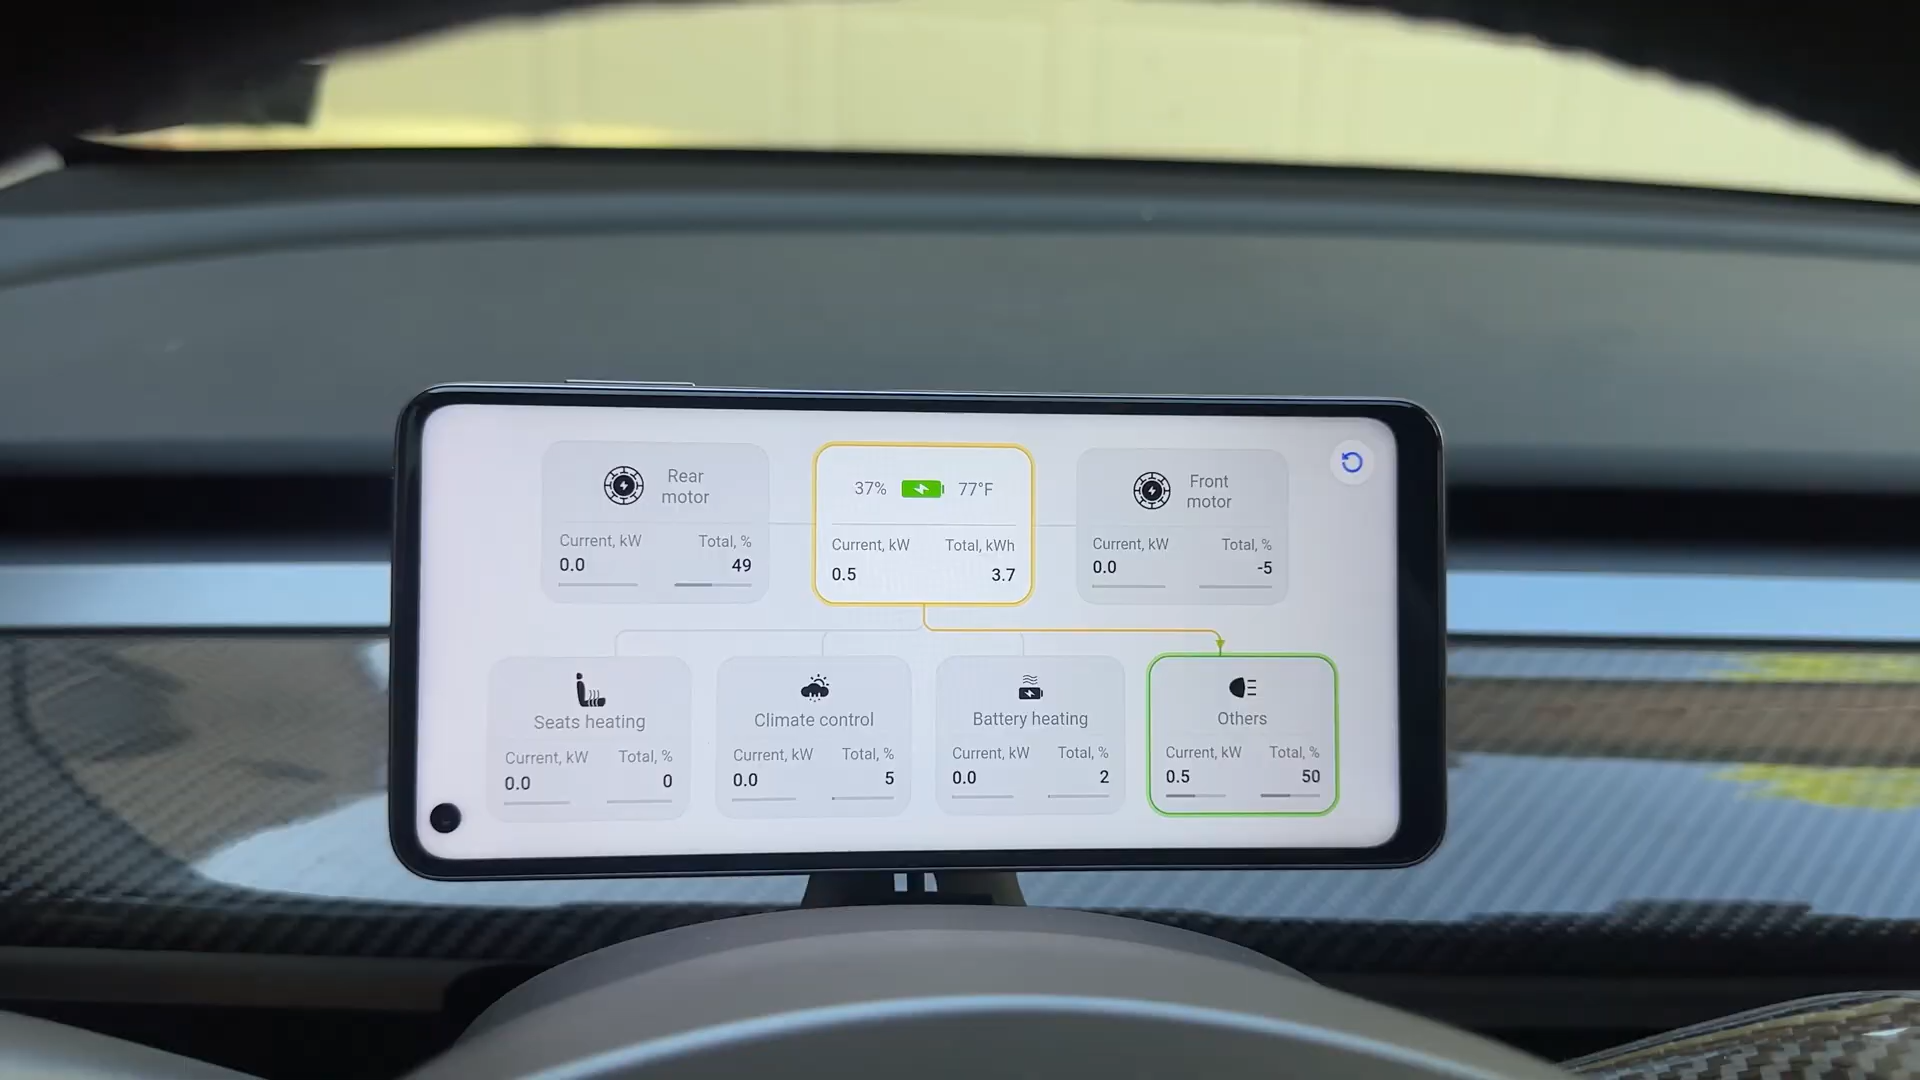 Rear
motor
Current, kW Total, %
0.0 49
37% 77°F
Current, kW Total, kWh
0.5 3.7
Front
motor
Current, kW Total, %
0.0 -5
Seats heating
Current, kW Total, %
0.0 0
Climate control
Current, kW Total, %
0.0 5
Battery heating
Current, kW Total, %
0.0 2
Others
Current, kW Total, %
0.5 50